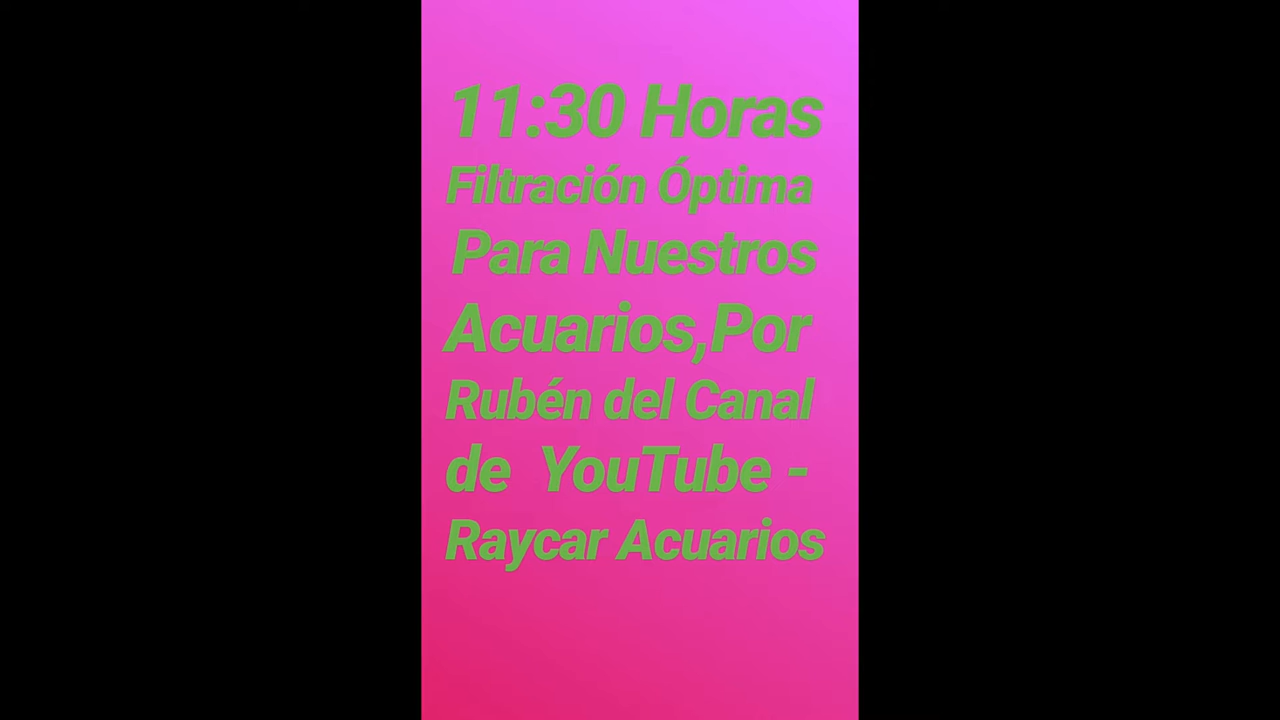 11:30 Horas
Filtración Óptima
Para Nuestros
Acuarios,Por
Rubén del Canal
de YouTube -
Raycar Acuarios